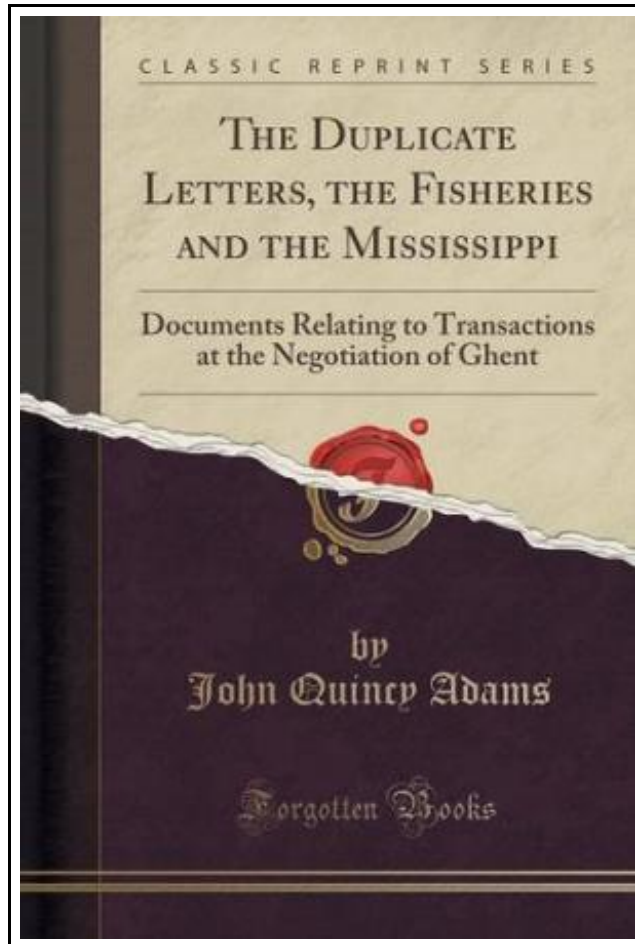 CLASSIC REPRINT SERIES
THE DUPLICATE
LETTERS, THE FISHERIES
AND THE MISSISSIPPI
Documents Relating to Transactions
at the Negotiation of Ghent
by
John Quincy Adams
Forgotten Books